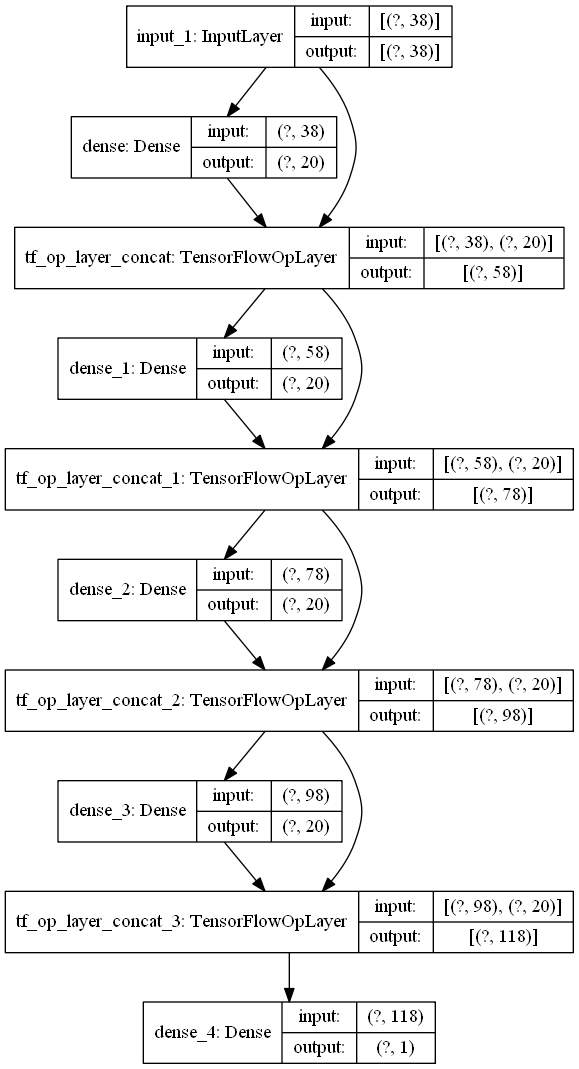 input_1: InputLayer input: [(?, 38)]
output: [(?, 38)]
dense: Dense input: (?, 38)
output: (?, 20)
tf_op_layer_concat: TensorFlowOpLayer input: [(?, 38), (?, 20)]
output: [(?, 58)]
dense_1: Dense input: (?, 58)
output: (?, 20)
tf_op_layer_concat_1: TensorFlowOpLayer input: [(?, 58), (?, 20)]
output: [(?, 78)]
dense_2: Dense input: (?, 78)
output: (?, 20)
tf_op_layer_concat_2: TensorFlowOpLayer input: [(?, 78), (?, 20)]
output: [(?, 98)]
dense_3: Dense input: (?, 98)
output: (?, 20)
tf_op_layer_concat_3: TensorFlowOpLayer input: [(?, 98), (?, 20)]
output: [(?, 118)]
dense_4: Dense input: (?, 118)
output: (?, 1)